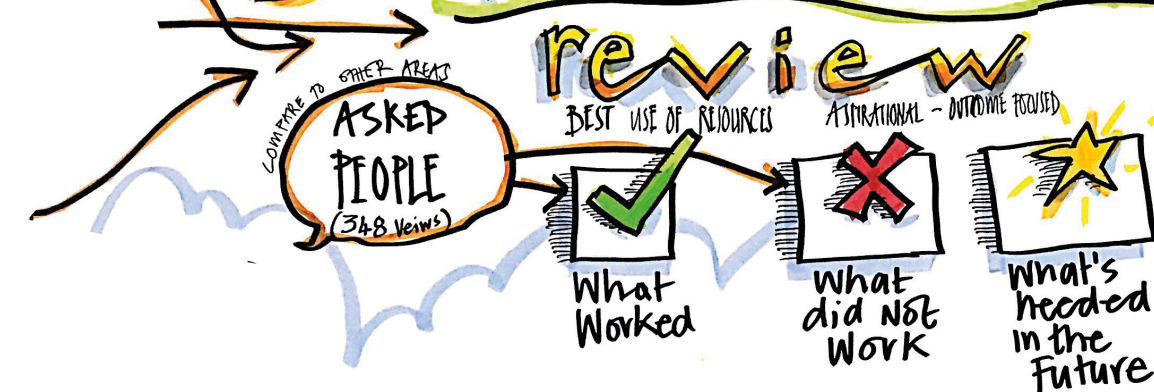 review
BEST USE OF RESOURCES
ASPIRATIONAL - OUTCOME FOCUSED
COMPARE TO OTHER AREAS
ASKED
PEOPLE
(348 Veiws)
What
Worked
What
did Not
Work
What's
needed
in the
Future